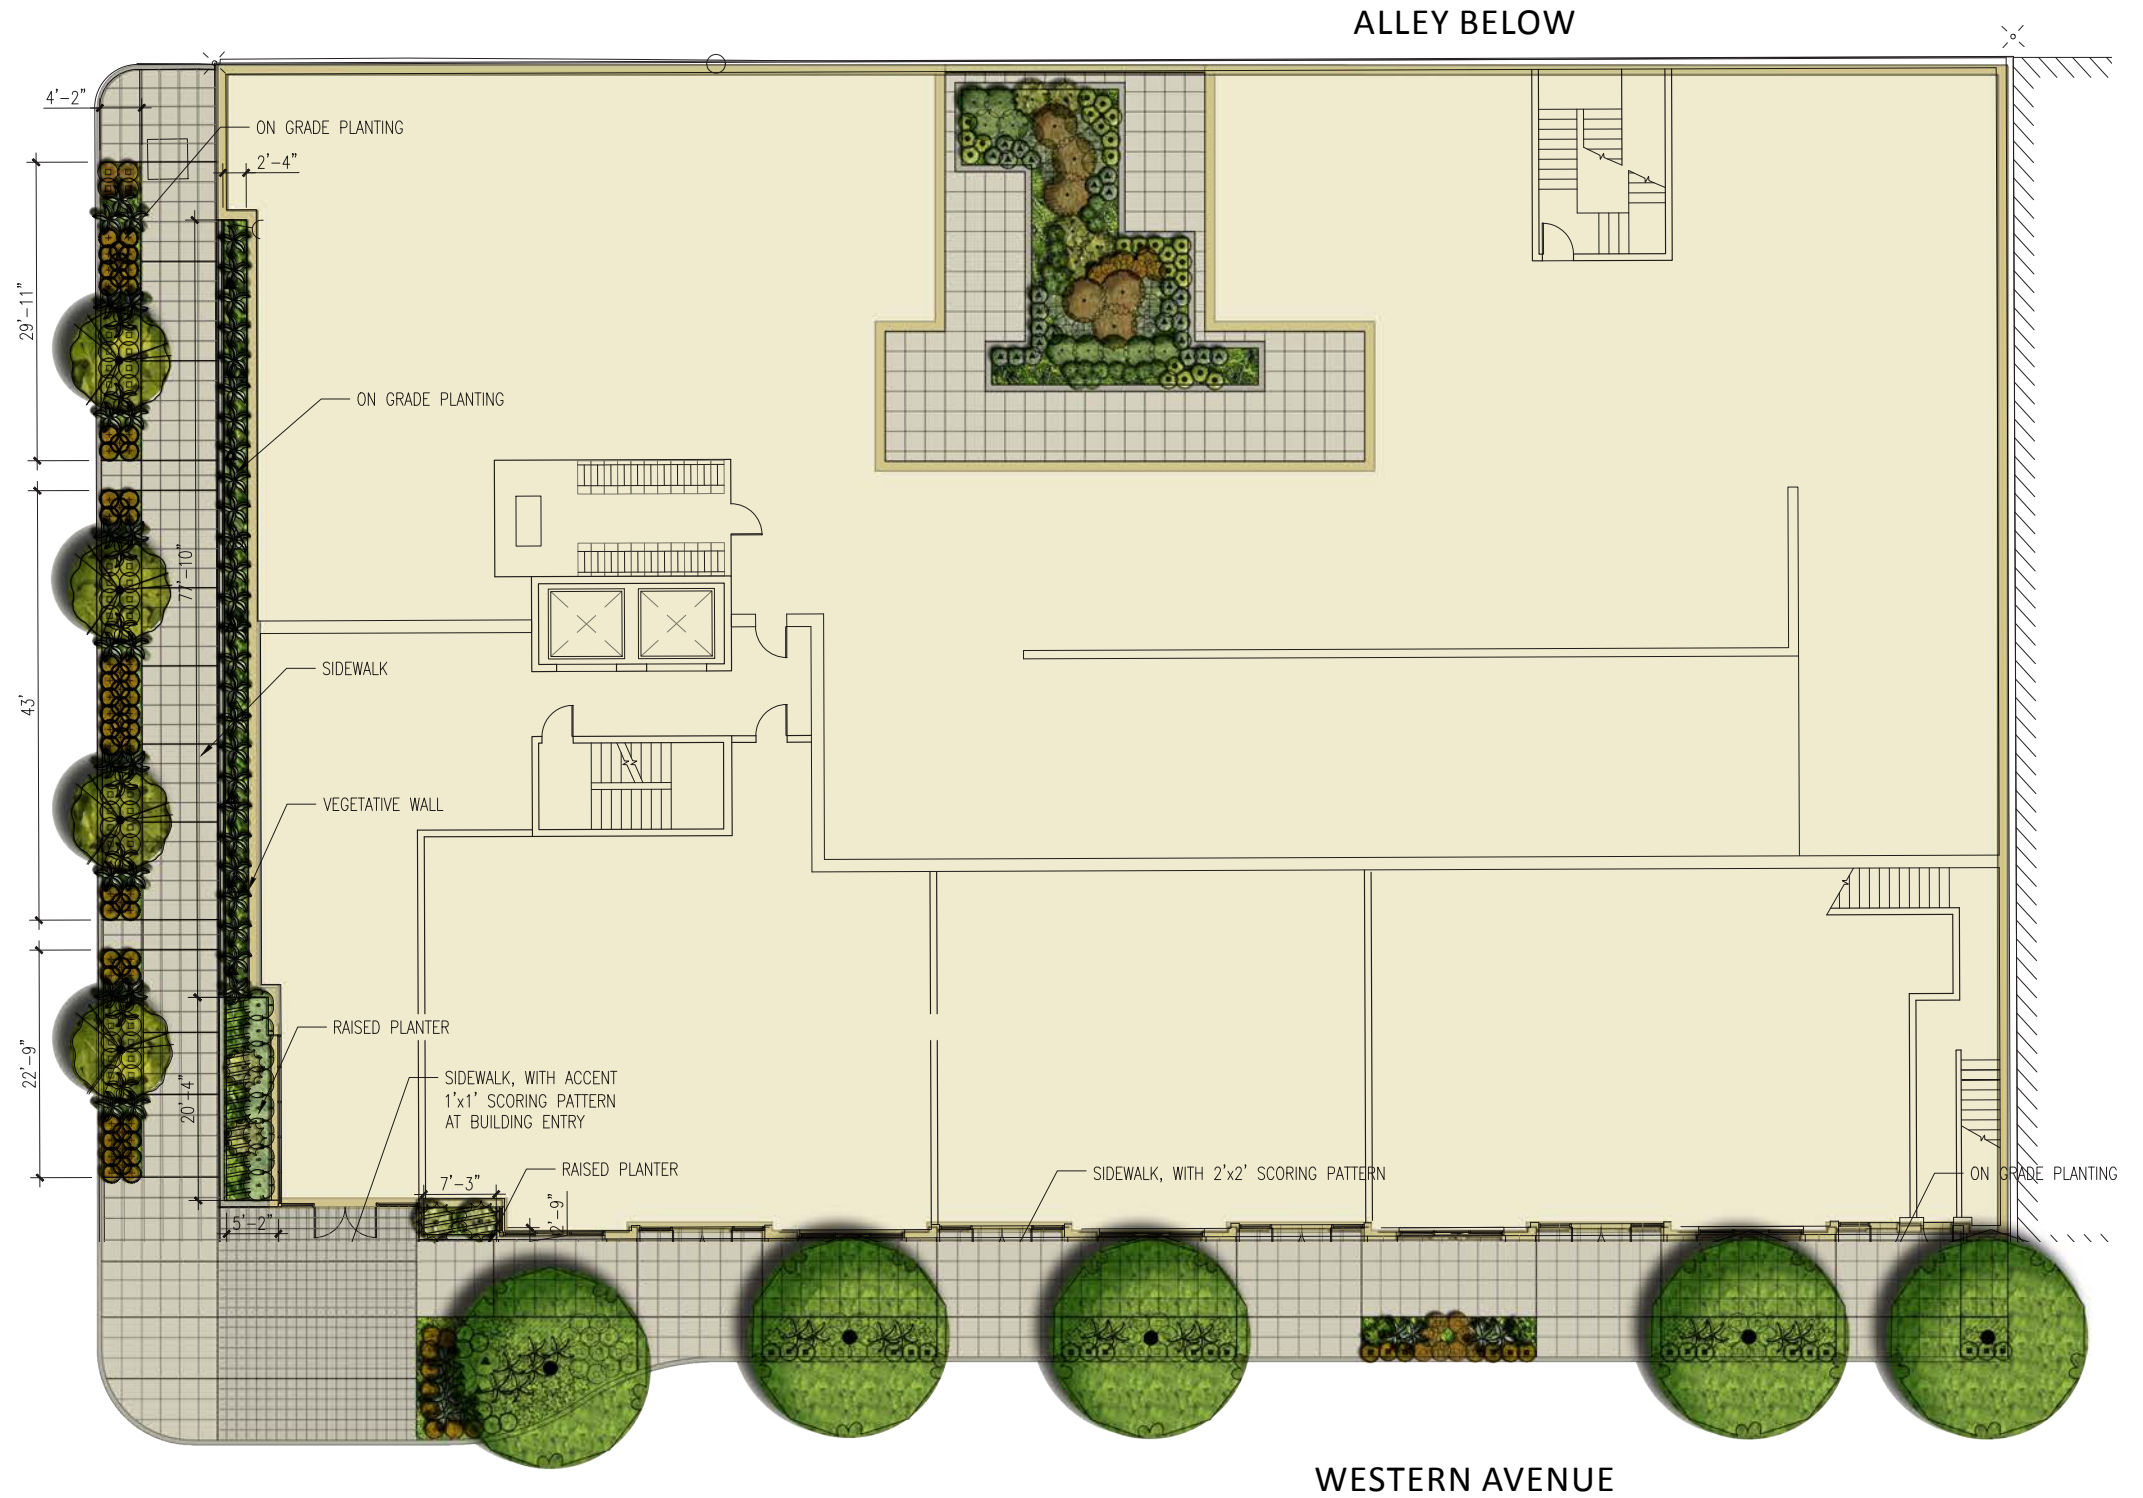 ALLEY BELOW
4'-2"
ON GRADE PLANTING
2'-4"
29'-11"
ON GRADE PLANTING
77'-10"
SIDEWALK
43'
VEGETATIVE WALL
RAISED PLANTER
22'-9"
20'-4"
SIDEWALK, WITH ACCENT
1'x1' SCORING PATTERN
AT BUILDING ENTRY
RAISED PLANTER
7'-3"
2'-9"
5'-2"
SIDEWALK, WITH 2'x2' SCORING PATTERN
ON GRADE PLANTING
WESTERN AVENUE